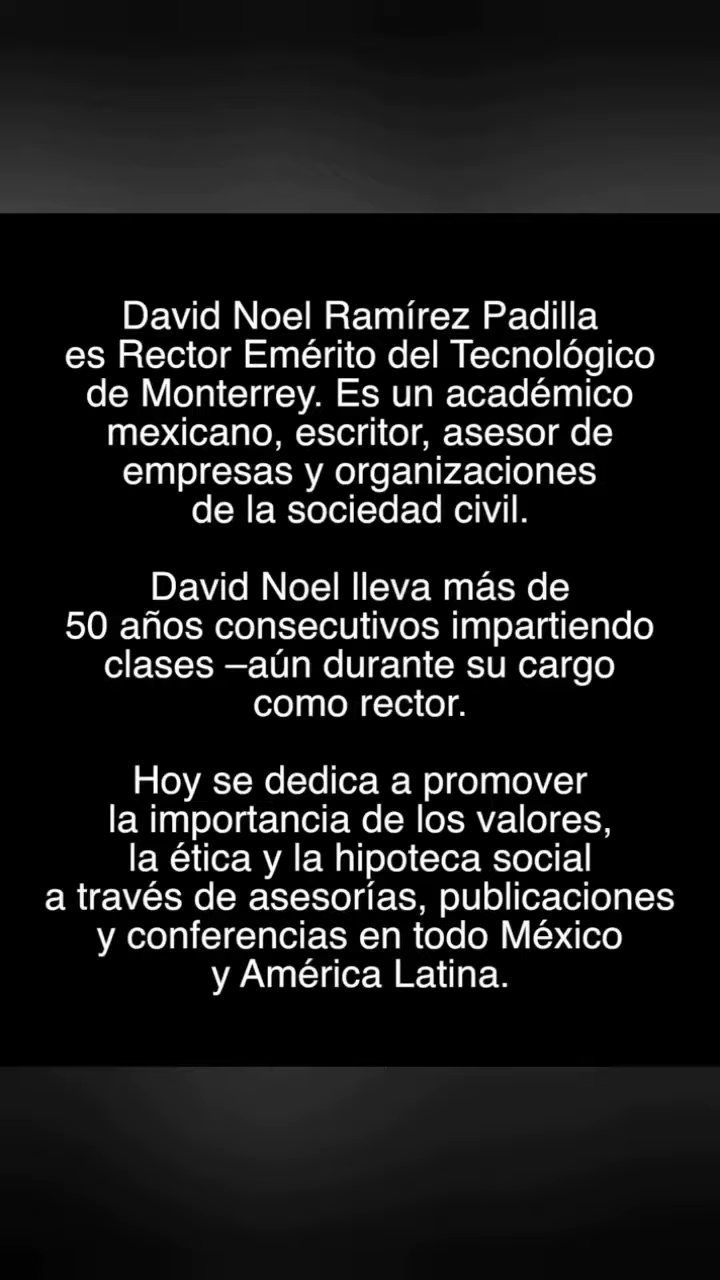 David Noel Ramírez Padilla
es Rector Emérito del Tecnológico
de Monterrey. Es un académico
mexicano, escritor, asesor de
empresas y organizaciones
de la sociedad civil.
David Noel lleva más de
50 años consecutivos impartiendo
clases –aún durante su cargo
como rector.
Hoy se dedica a promover
la importancia de los valores,
la ética y la hipoteca social
a través de asesorías, publicaciones
y conferencias en todo México
y América Latina.